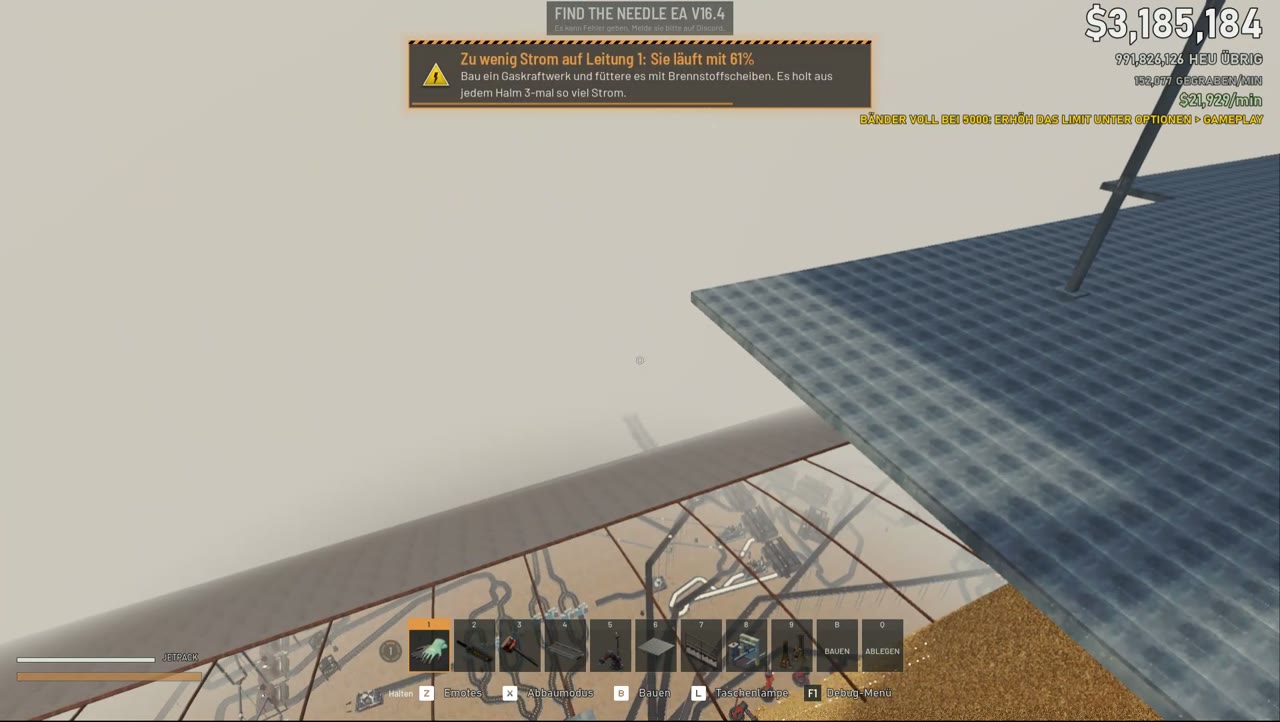 FIND THE NEEDLE EA V16.4
Es kann Fehler geben. Melde sie bitte auf Discord.
Zu wenig Strom auf Leitung 1: Sie läuft mit 61%
Bau ein Gaskraftwerk und füttere es mit Brennstoffscheiben. Es holt aus
jedem Halm 3-mal so viel Strom.
$3,185,184
991,826,126 HEU ÜBRIG
152,077 GEGRABEN/MIN
$21,929/min
BÄNDER VOLL BEI 5000: ERHÖH DAS LIMIT UNTER OPTIONEN > GAMEPLAY
JETPACK
1
1 2 3 4 5 6 7 8 9 B Q
BAUEN ABLEGEN
Halten Z Emotes X Abbaumodus B Bauen L Taschenlampe F1 Debug-Menü